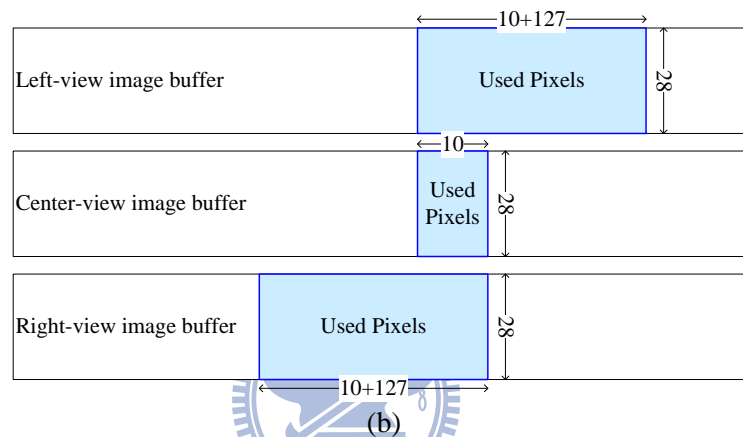 10+127
Left-view image buffer
Used Pixels
28
10
Center-view image buffer
Used
Pixels
28
Right-view image buffer
Used Pixels
28
10+127
8
(b)